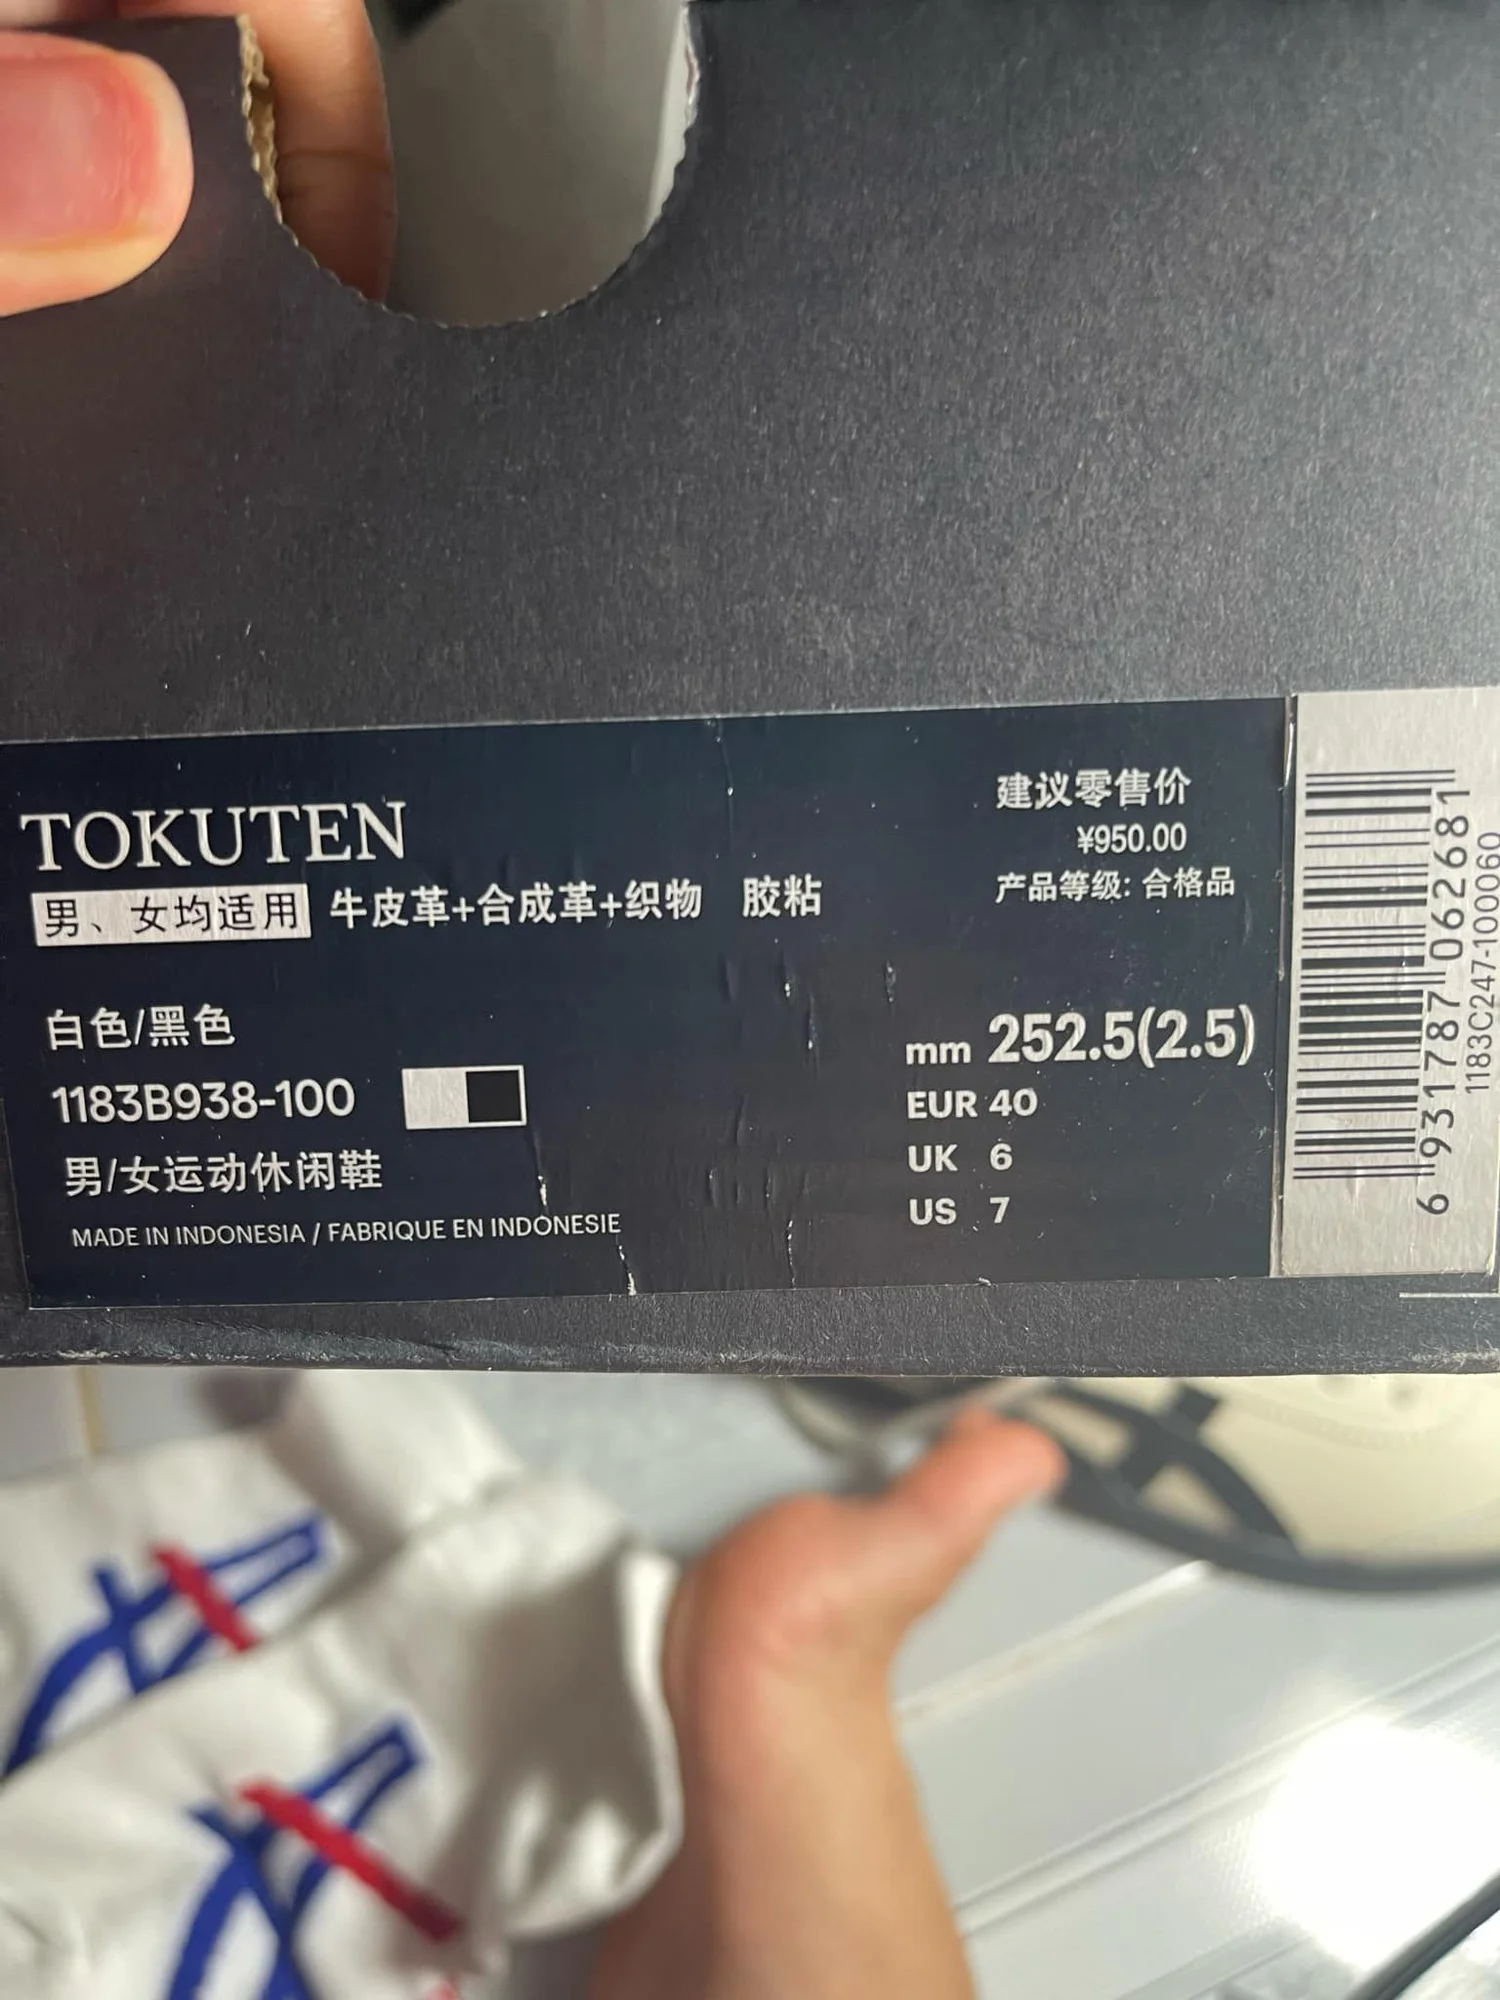 TOKUTEN
男、女均适用 牛皮革+合成革+织物 胶粘
建议零售价
¥950.00
产品等级: 合格品
白色/黑色
1183B938-100
男/女运动休闲鞋
MADE IN INDONESIA / FABRIQUE EN INDONESIE
mm 252.5(2.5)
EUR 40
UK 6
US 7
6 931787 062681
1183C247-1000060